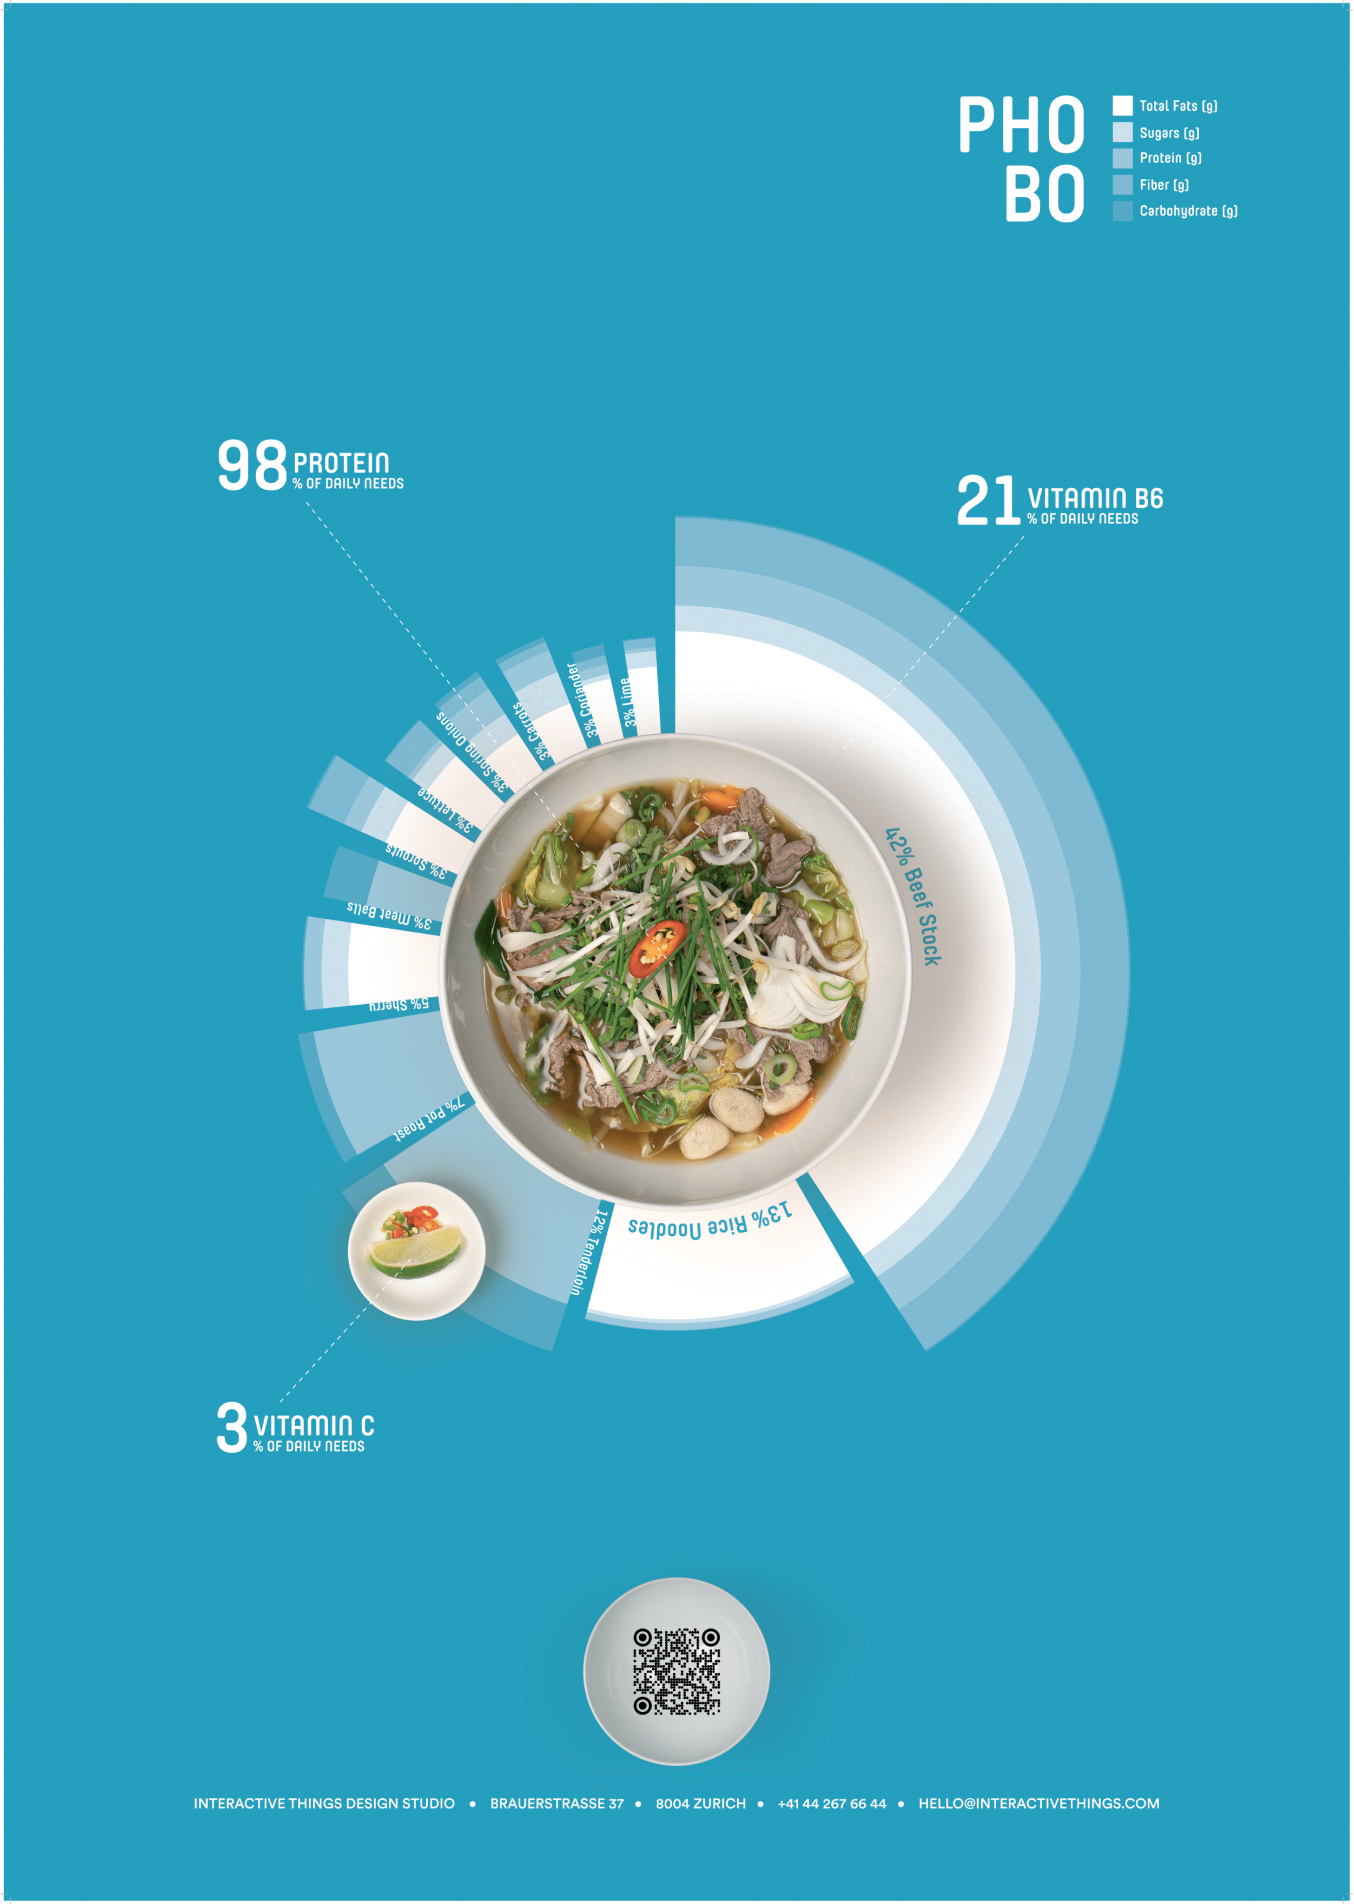 PHO
BO
Total Fats (g)
Sugars (g)
Protein (g)
Fiber (g)
Carbohydrate (g)
98 PROTEIN
% OF DAILY NEEDS
21 VITAMIN B6
% OF DAILY NEEDS
42% Beef Stock
13% Rice Noodles
12% Tenderloin
7% Pot Roast
5% Sherry
3% Meat Balls
3% Sprouts
3% Lettuce
3% Spring Onions
3% Carrots
3% Coriander
3% Lime
3 VITAMIN C
% OF DAILY NEEDS
INTERACTIVE THINGS DESIGN STUDIO • BRAUERSTRASSE 37 • 8004 ZURICH • +41 44 267 66 44 • HELLO@INTERACTIVETHINGS.COM